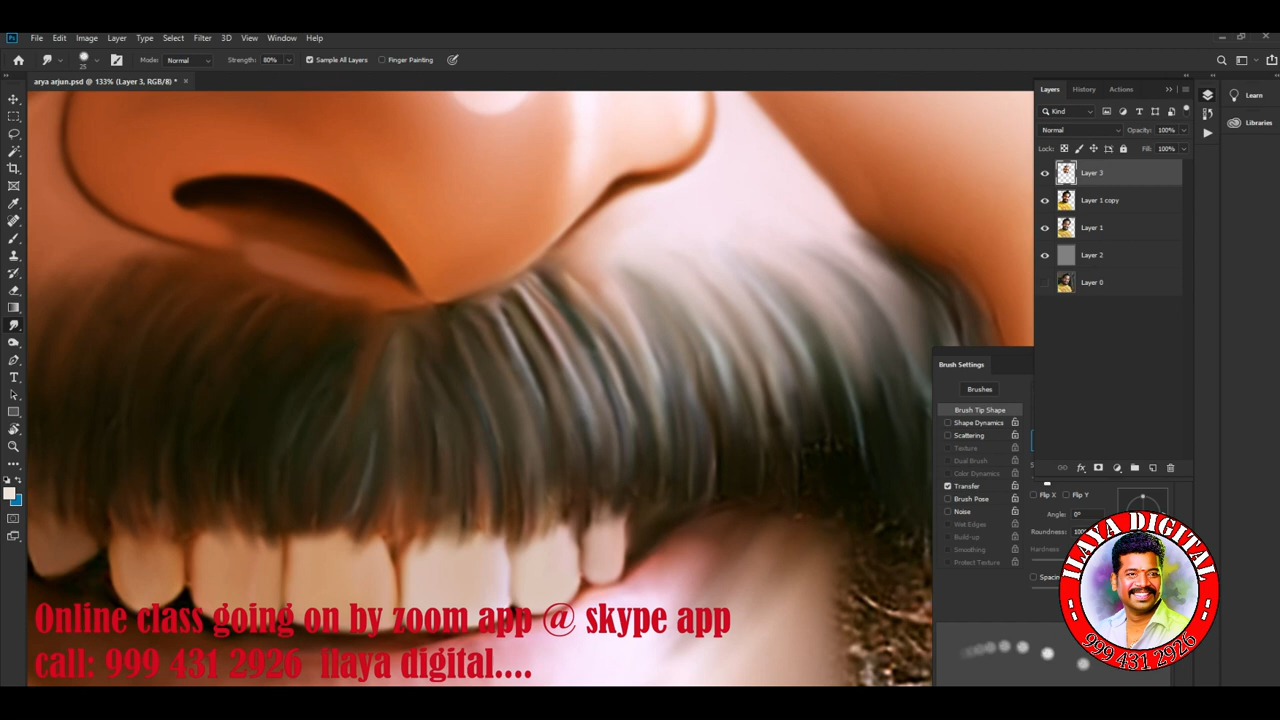 File Edit Image Layer Type Select Filter 3D View Window Help
25 Mode: Normal Strength: 80% Sample All Layers Finger Painting
arya arjun.psd @ 133% (Layer 3, RGB/8) * ×
Layers History Actions
Learn
Libraries
Kind
Normal Opacity: 100%
Lock: Fill: 100%
Layer 3
Layer 1 copy
Layer 1
Layer 2
Layer 0
Brush Settings
Brushes
Brush Tip Shape
Shape Dynamics
Scattering
Texture
Dual Brush
Color Dynamics
Transfer
Brush Pose
Noise
Wet Edges
Build-up
Smoothing
Protect Texture
Flip X Flip Y
Angle: 0°
Roundness:
Hardness
Spacing
ILAYA DIGITAL
999 431 2926
Online class going on by zoom app @ skype app
call: 999 431 2926 ilaya digital....